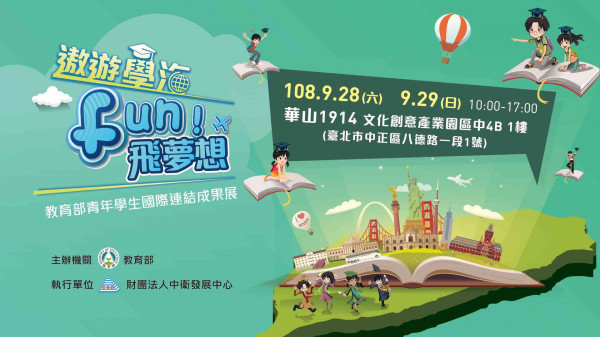 遨遊學海
Fun!
飛夢想
教育部青年學生國際連結成果展
主辦機關 教育部
執行單位 財團法人中衛發展中心
108.9.28(六) 9.29(日) 10:00-17:00
華山1914 文化創意產業園區中4B 1樓
(臺北市中正區八德路一段1號)